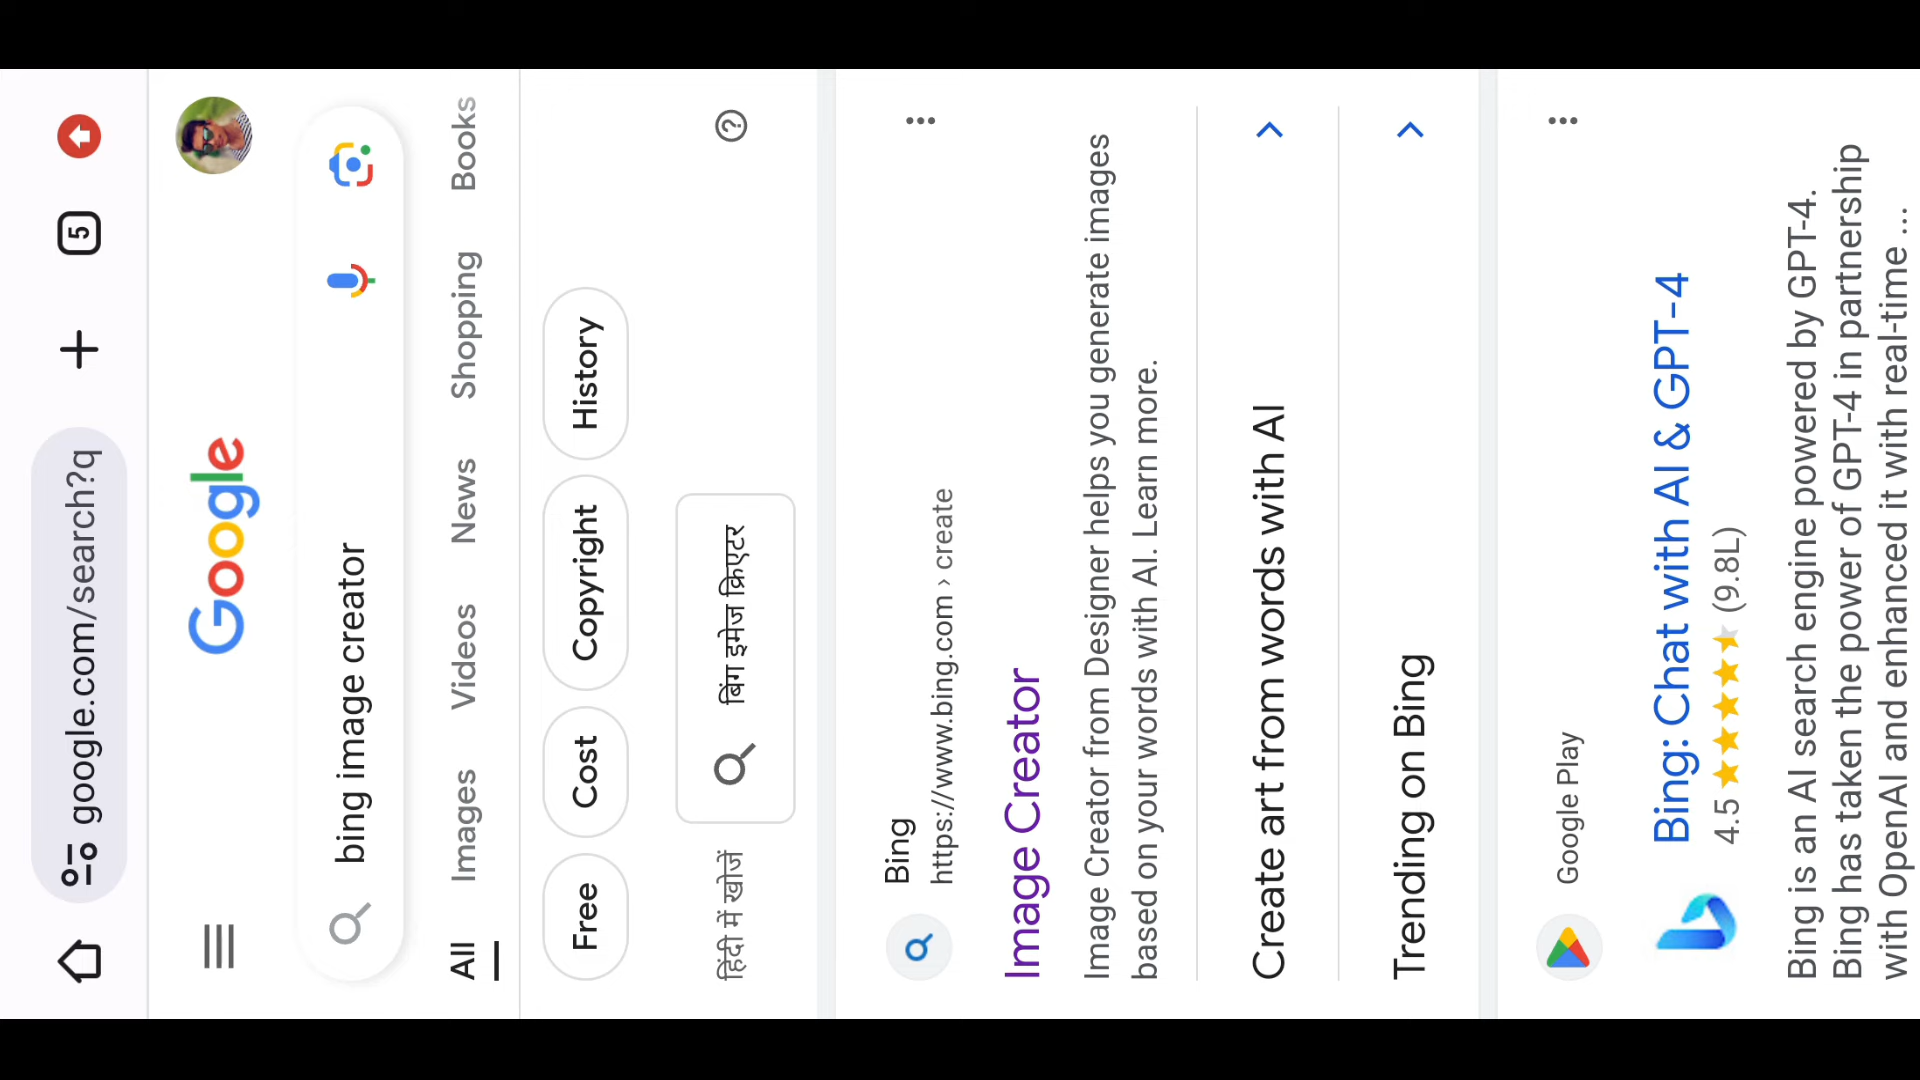 google.com/search?q
5
Google
bing image creator
All Images Videos News Shopping Books
Free Cost Copyright History
हिंदी में खोजें बिंग इमेज क्रिएटर
Bing
https://www.bing.com › create
Image Creator
Image Creator from Designer helps you generate images
based on your words with AI. Learn more.
Create art from words with AI
Trending on Bing
Google Play
Bing: Chat with AI & GPT-4
4.5 (9.8L)
Bing is an AI search engine powered by GPT-4.
Bing has taken the power of GPT-4 in partnership
with OpenAI and enhanced it with real-time ...